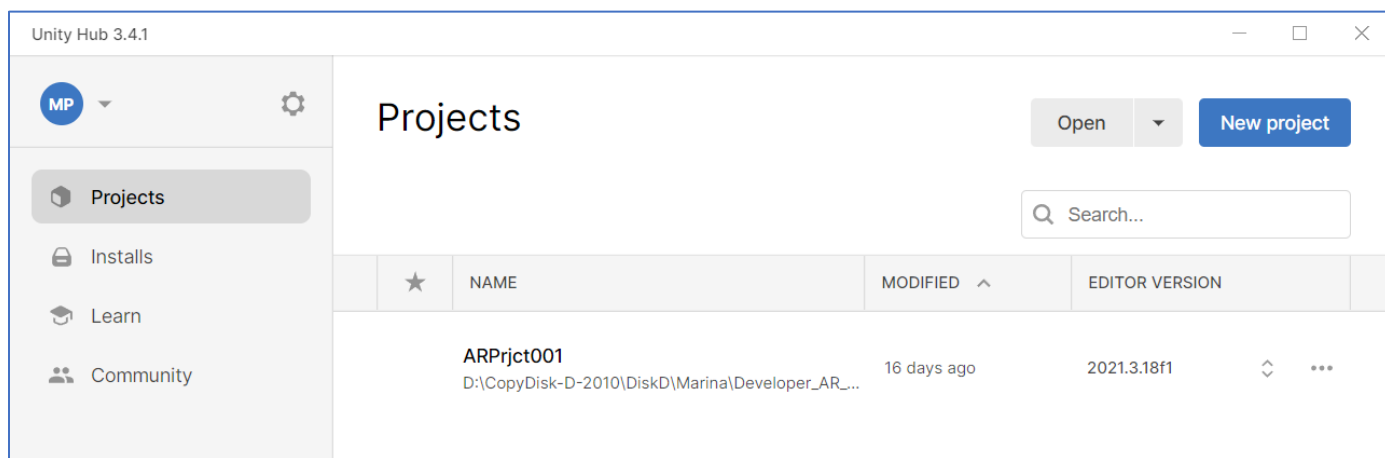 Unity Hub 3.4.1
MP
Projects
Open
New project
Projects
Installs
Learn
Community
Search...
NAME MODIFIED EDITOR VERSION
ARPrjct001
D:\CopyDisk-D-2010\DiskD\Marina\Developer_AR_...
16 days ago
2021.3.18f1